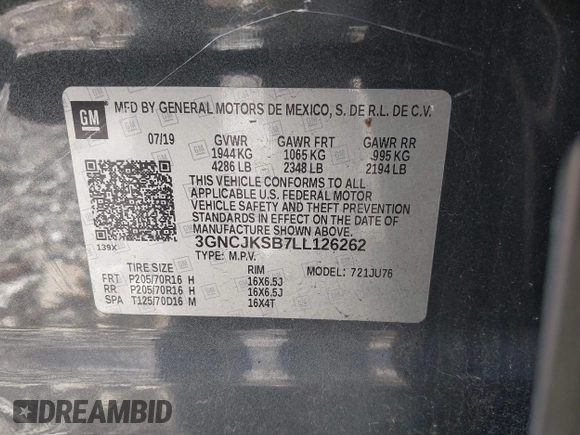 GM
MFD BY GENERAL MOTORS DE MEXICO, S. DE R.L. DE C.V.
07/19 GVWR GAWR FRT GAWR RR
1944 KG 1065 KG 995 KG
4286 LB 2348 LB 2194 LB
THIS VEHICLE CONFORMS TO ALL
APPLICABLE U.S. FEDERAL MOTOR
VEHICLE SAFETY AND THEFT
PREVENTION STANDARDS IN
EFFECT ON THE DATE OF
MANUFACTURE SHOWN ABOVE.
139X 3GNCJKSB7LL126262
TYPE: M.P.V.
TIRE SIZE RIM MODEL: 721JU76
FRT P205/70R16 H 16X6.5J
RR P205/70R16 H 16X6.5J
SPA T125/70D16 M 16X4T
DREAMBID